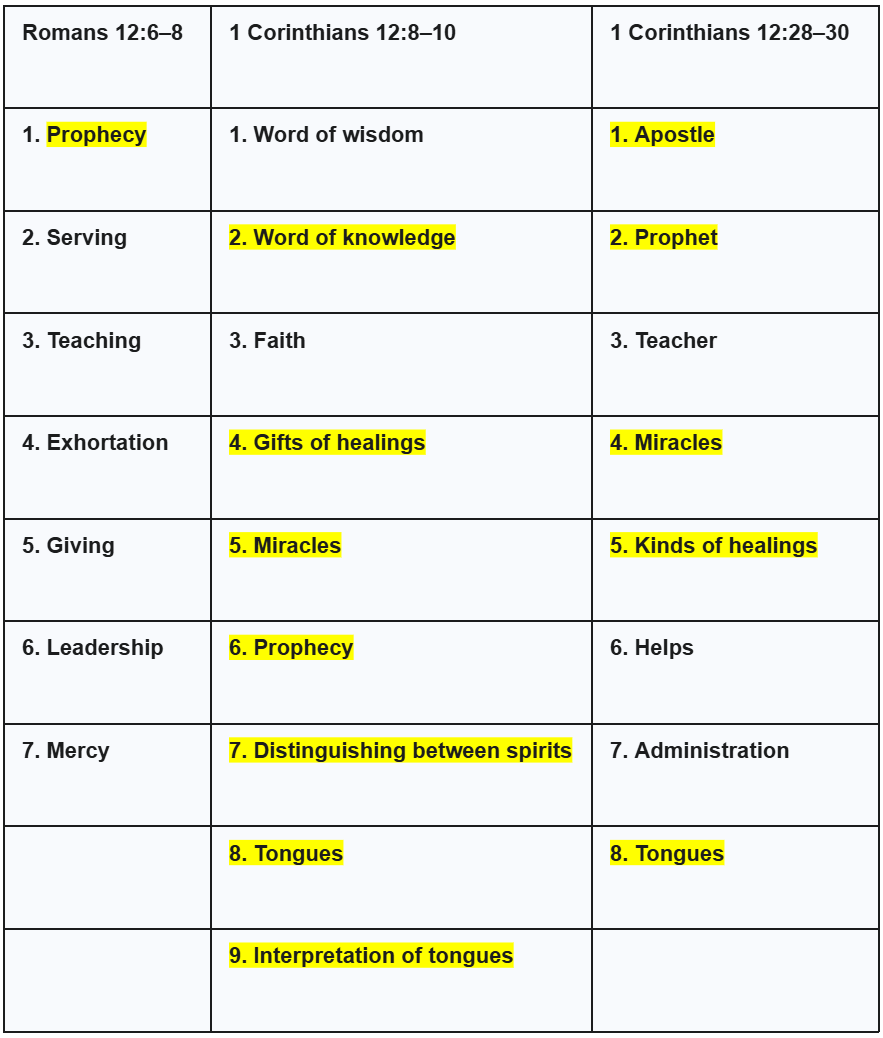 Romans 12:6–8 1 Corinthians 12:8–10 1 Corinthians 12:28–30
1. Prophecy 1. Word of wisdom 1. Apostle
2. Serving 2. Word of knowledge 2. Prophet
3. Teaching 3. Faith 3. Teacher
4. Exhortation 4. Gifts of healings 4. Miracles
5. Giving 5. Miracles 5. Kinds of healings
6. Leadership 6. Prophecy 6. Helps
7. Mercy 7. Distinguishing between spirits 7. Administration
8. Tongues 8. Tongues
9. Interpretation of tongues